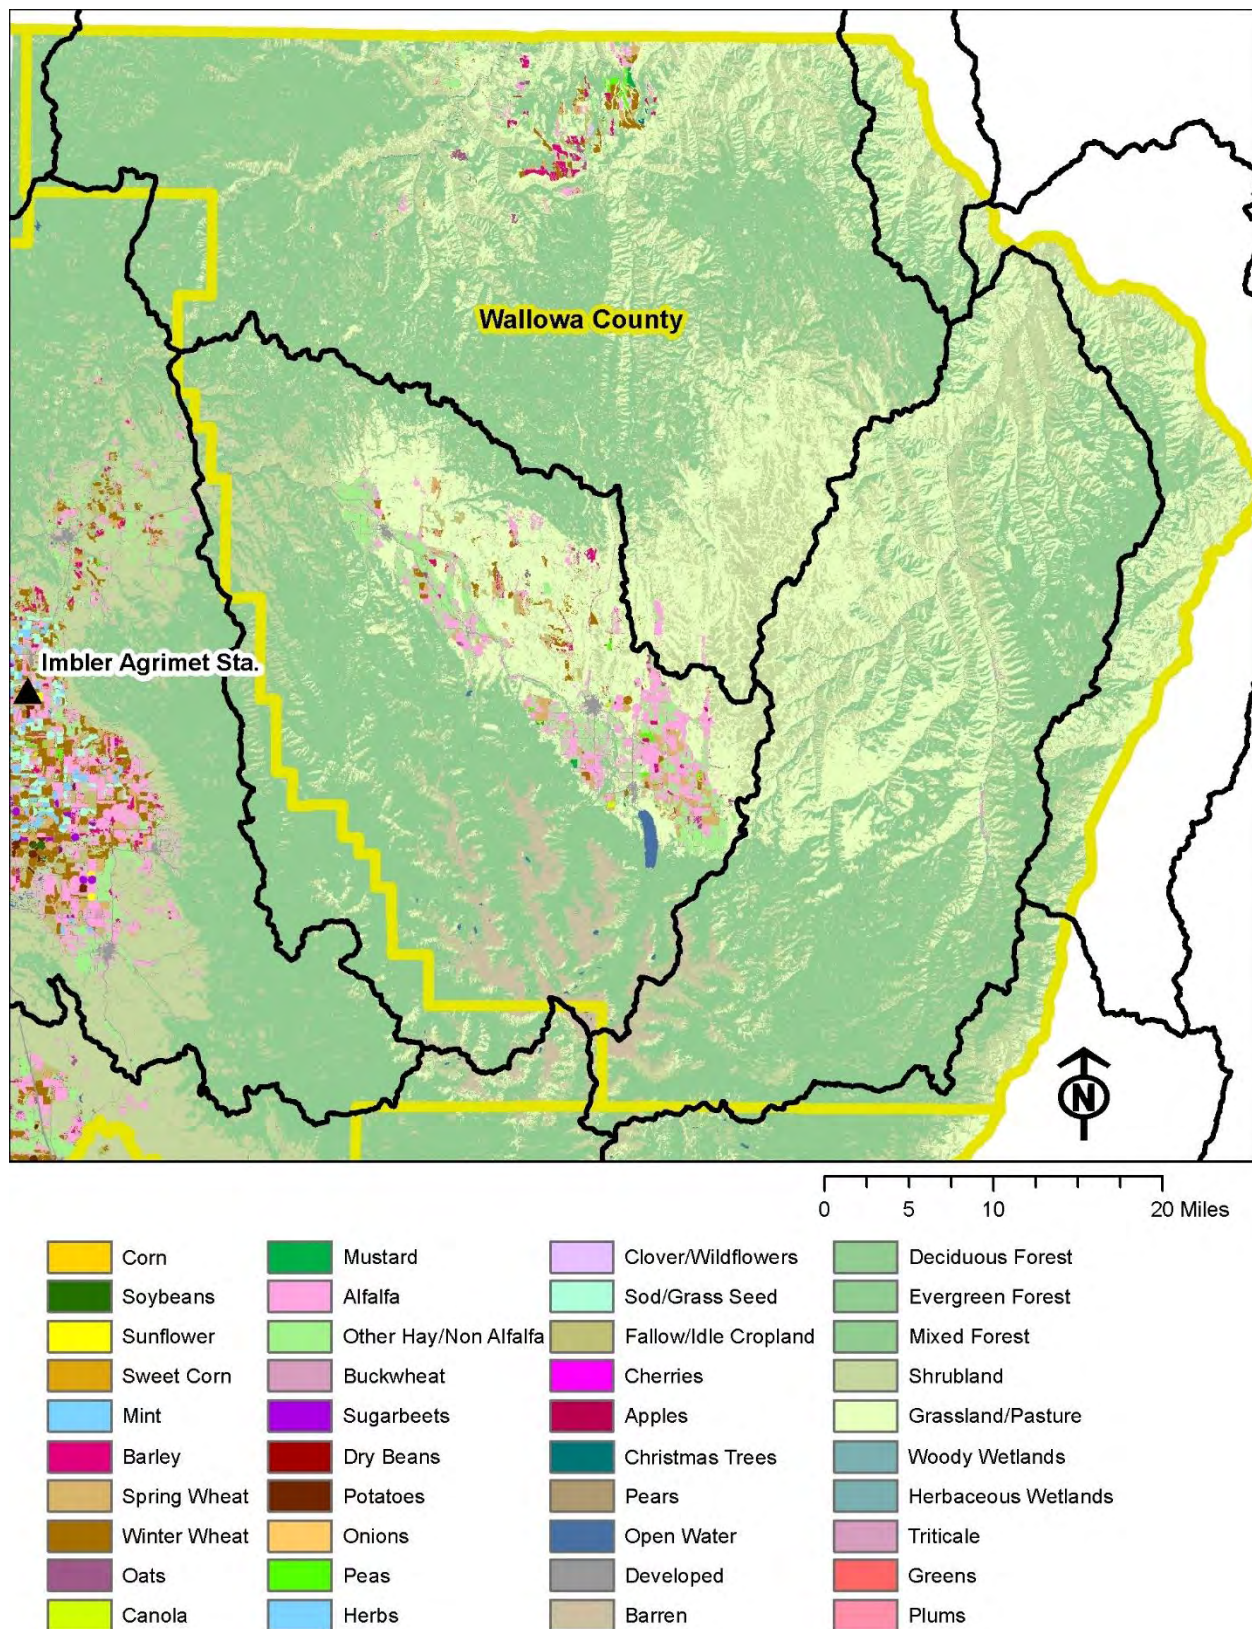 Wallowa County
Imbler Agrimet Sta.
N
0 5 10 20 Miles
Corn Mustard Clover/Wildflowers Deciduous Forest
Soybeans Alfalfa Sod/Grass Seed Evergreen Forest
Sunflower Other Hay/Non Alfalfa Fallow/Idle Cropland Mixed Forest
Sweet Corn Buckwheat Cherries Shrubland
Mint Sugarbeets Apples Grassland/Pasture
Barley Dry Beans Christmas Trees Woody Wetlands
Spring Wheat Potatoes Pears Herbaceous Wetlands
Winter Wheat Onions Open Water Triticale
Oats Peas Developed Greens
Canola Herbs Barren Plums